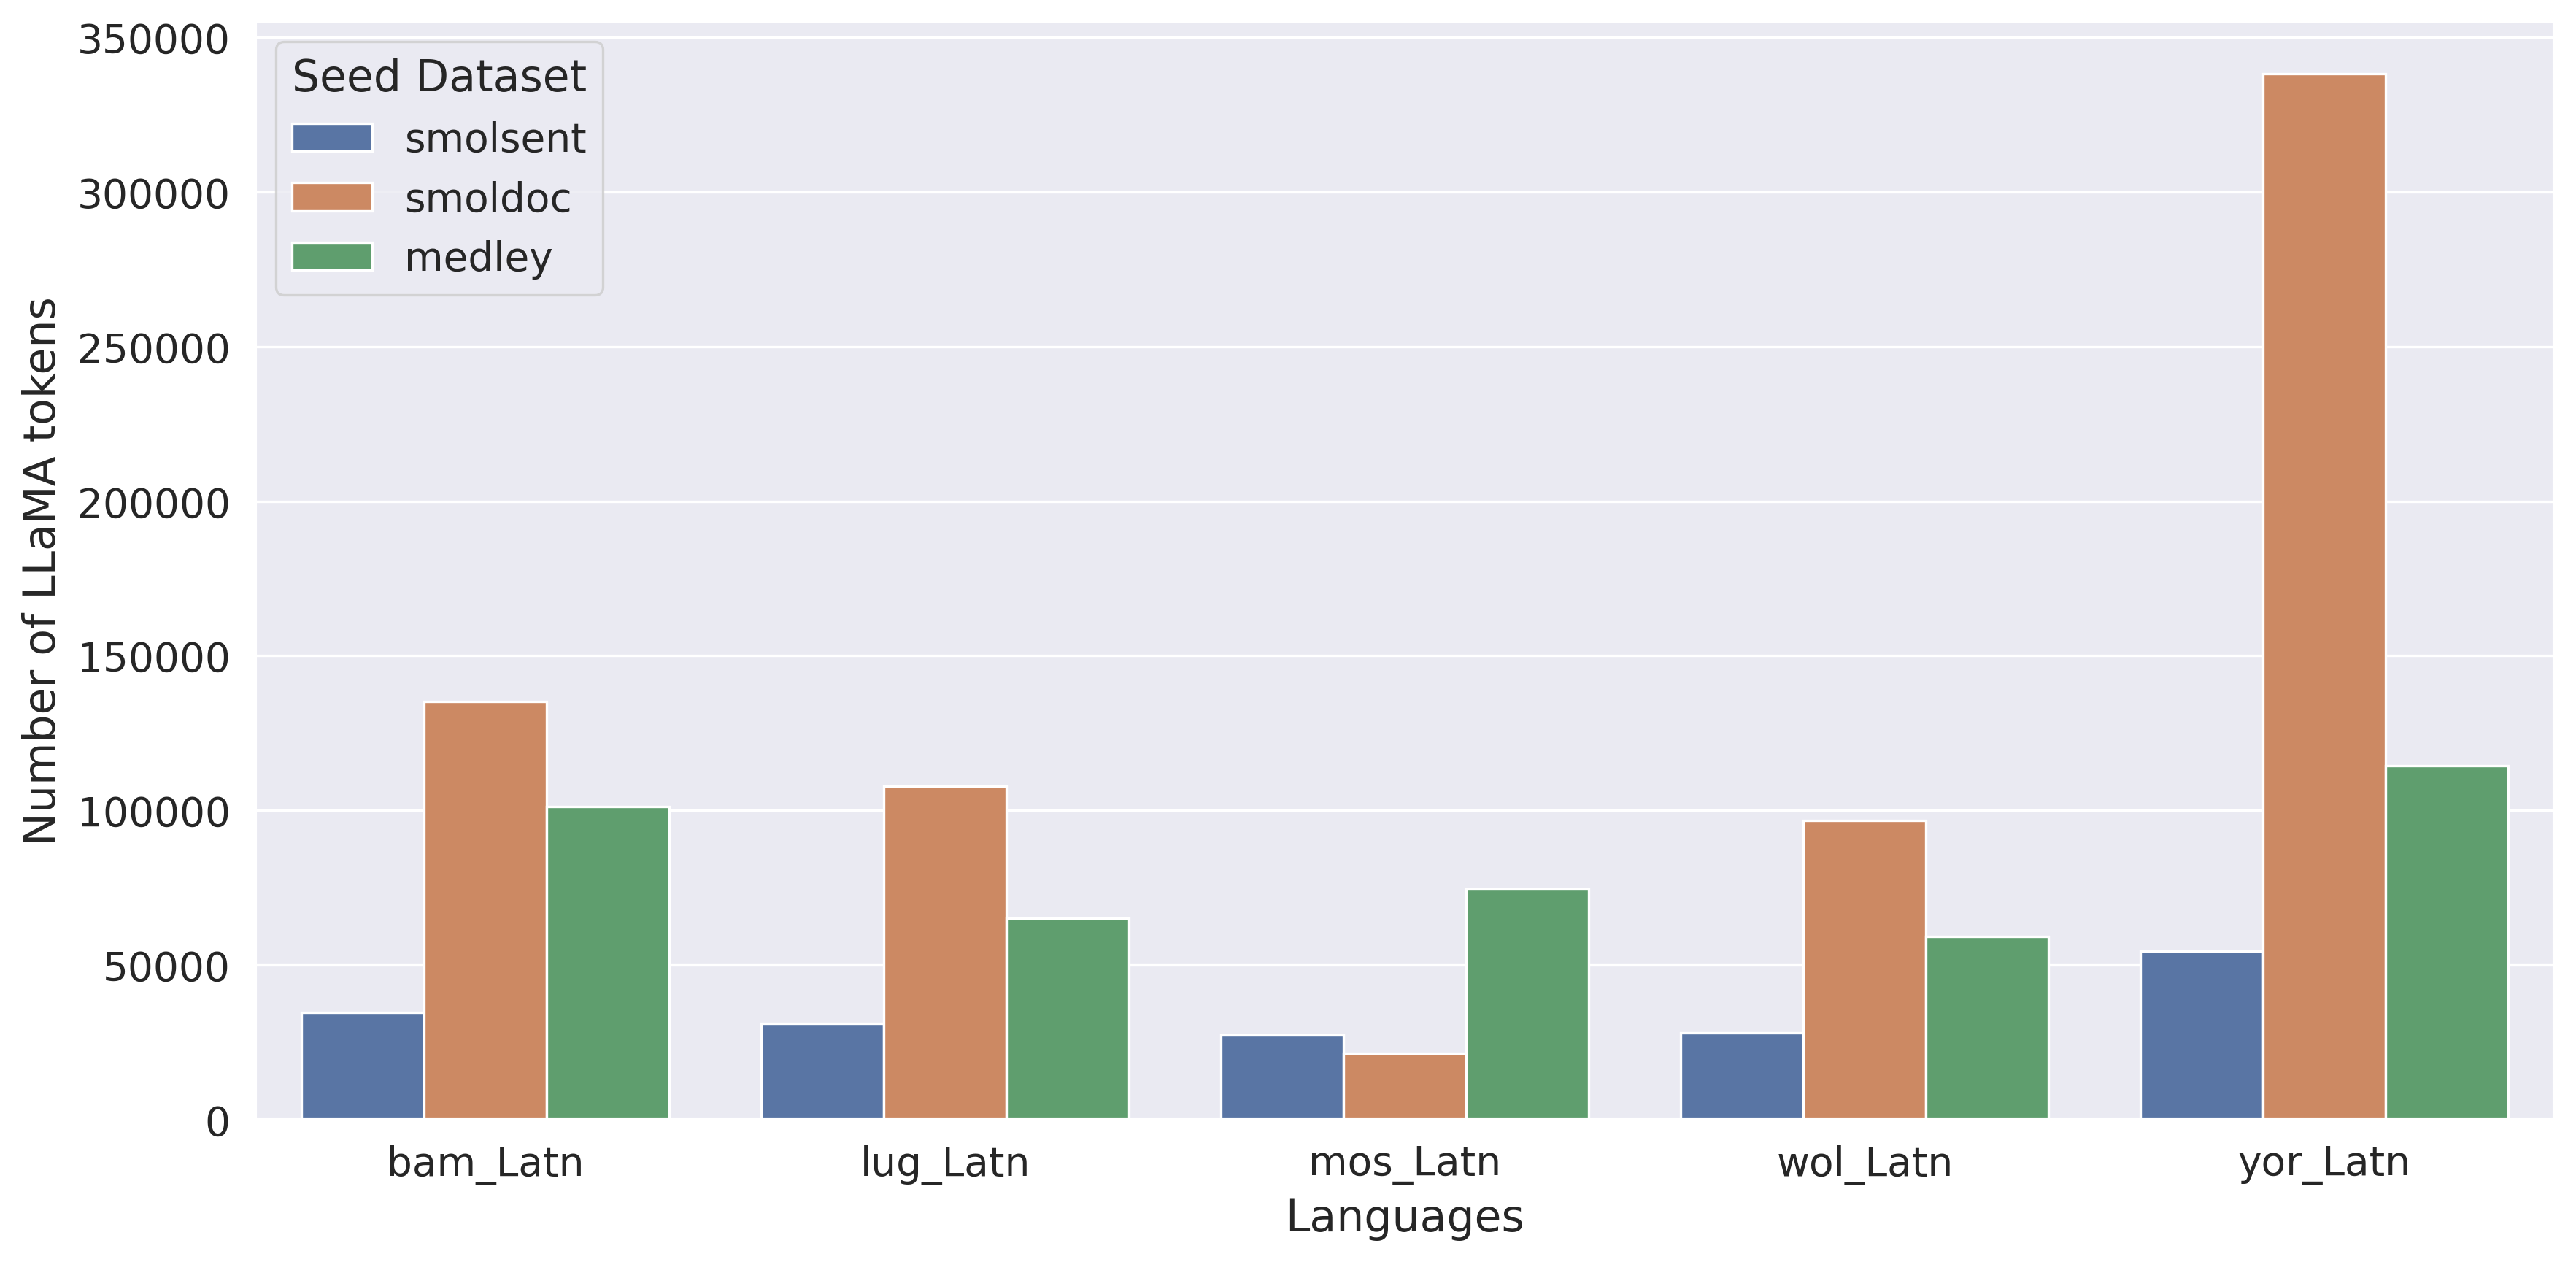 350000
300000
250000
200000
150000
100000
50000
0
Number of LLaMA tokens
Seed Dataset
smolsent
smoldoc
medley
bam_Latn
lug_Latn
mos_Latn
wol_Latn
yor_Latn
Languages